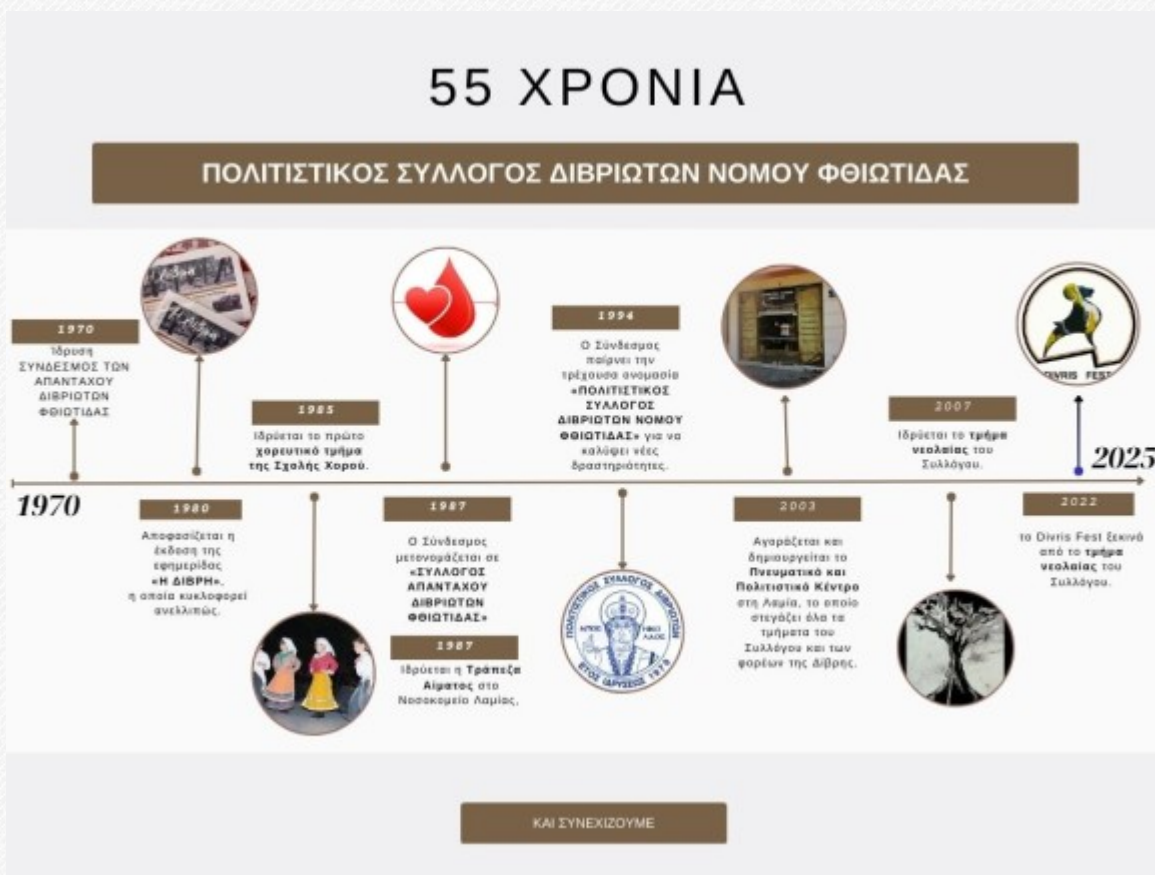 55 ΧΡΟΝΙΑ
ΠΟΛΙΤΙΣΤΙΚΟΣ ΣΥΛΛΟΓΟΣ ΔΙΒΡΙΩΤΩΝ ΝΟΜΟΥ ΦΘΙΩΤΙΔΑΣ
1970
Ίδρυση
ΣΥΝΔΕΣΜΟΣ ΤΩΝ
ΑΠΑΝΤΑΧΟΥ
ΔΙΒΡΙΩΤΩΝ
ΦΘΙΩΤΙΔΑΣ
1985
Ιδρύεται το πρώτο
χορευτικό τμήμα
της Σχολής Χορού.
1994
Ο Σύνδεσμος
παίρνει την
τρέχουσα ονομασία
«ΠΟΛΙΤΙΣΤΙΚΟΣ
ΣΥΛΛΟΓΟΣ
ΔΙΒΡΙΩΤΩΝ ΝΟΜΟΥ
ΦΘΙΩΤΙΔΑΣ» για να
καλύψει νέες
δραστηριότητες.
2007
Ιδρύεται το τμήμα
νεολαίας του
Συλλόγου.
DIVRIS FEST
2025
1970
1980
Αποφασίζεται η
έκδοση της
εφημερίδας
«Η ΔΙΒΡΗ»,
η οποία κυκλοφορεί
ανελλιπώς.
1987
Ο Σύνδεσμος
μετονομάζεται σε
«ΣΥΛΛΟΓΟΣ
ΑΠΑΝΤΑΧΟΥ
ΔΙΒΡΙΩΤΩΝ
ΦΘΙΩΤΙΔΑΣ»
1987
Ιδρύεται η Τράπεζα
Αίματος στο
Νοσοκομείο Λαμίας,
ΠΟΛΙΤΙΣΤΙΚΟΣ ΣΥΛΛΟΓΟΣ ΔΙΒΡΙΩΤΩΝ
ΕΤΟΣ ΙΔΡΥΣΕΩΣ 1970
2003
Αγοράζεται και
δημιουργείται το
Πνευματικό και
Πολιτιστικό Κέντρο
στη Λαμία, το οποίο
στεγάζει όλα τα
τμήματα του
Συλλόγου και των
φορέων της Δίβρης.
2022
το Divris Fest ξεκινά
από το τμήμα
νεολαίας του
Συλλόγου.
ΚΑΙ ΣΥΝΕΧΙΖΟΥΜΕ